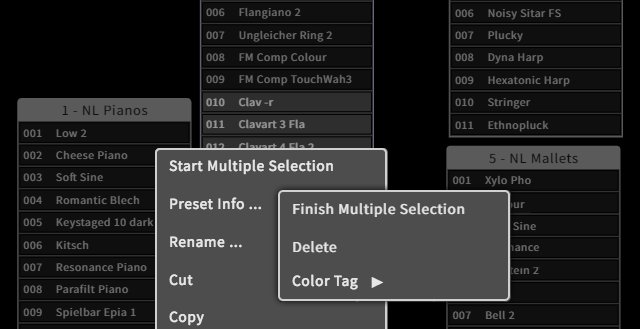 006 Flangiano 2
007 Ungleicher Ring 2
008 FM Comp Colour
009 FM Comp TouchWah3
010 Clav -r
011 Clavart 3 Fla
012 Clavart 4 Fla 2
1 - NL Pianos
001 Low 2
002 Cheese Piano
003 Soft Sine
004 Romantic Blech
005 Keystaged 10 dark
006 Kitsch
007 Resonance Piano
008 Parafilt Piano
009 Spielbar Epia 1
Start Multiple Selection
Preset Info ...
Rename ...
Cut
Copy
Finish Multiple Selection
Delete
Color Tag ▶
006 Noisy Sitar FS
007 Plucky
008 Dyna Harp
009 Hexatonic Harp
010 Stringer
011 Ethnopluck
5 - NL Mallets
001 Xylo Pho
Sine
007 Bell 2